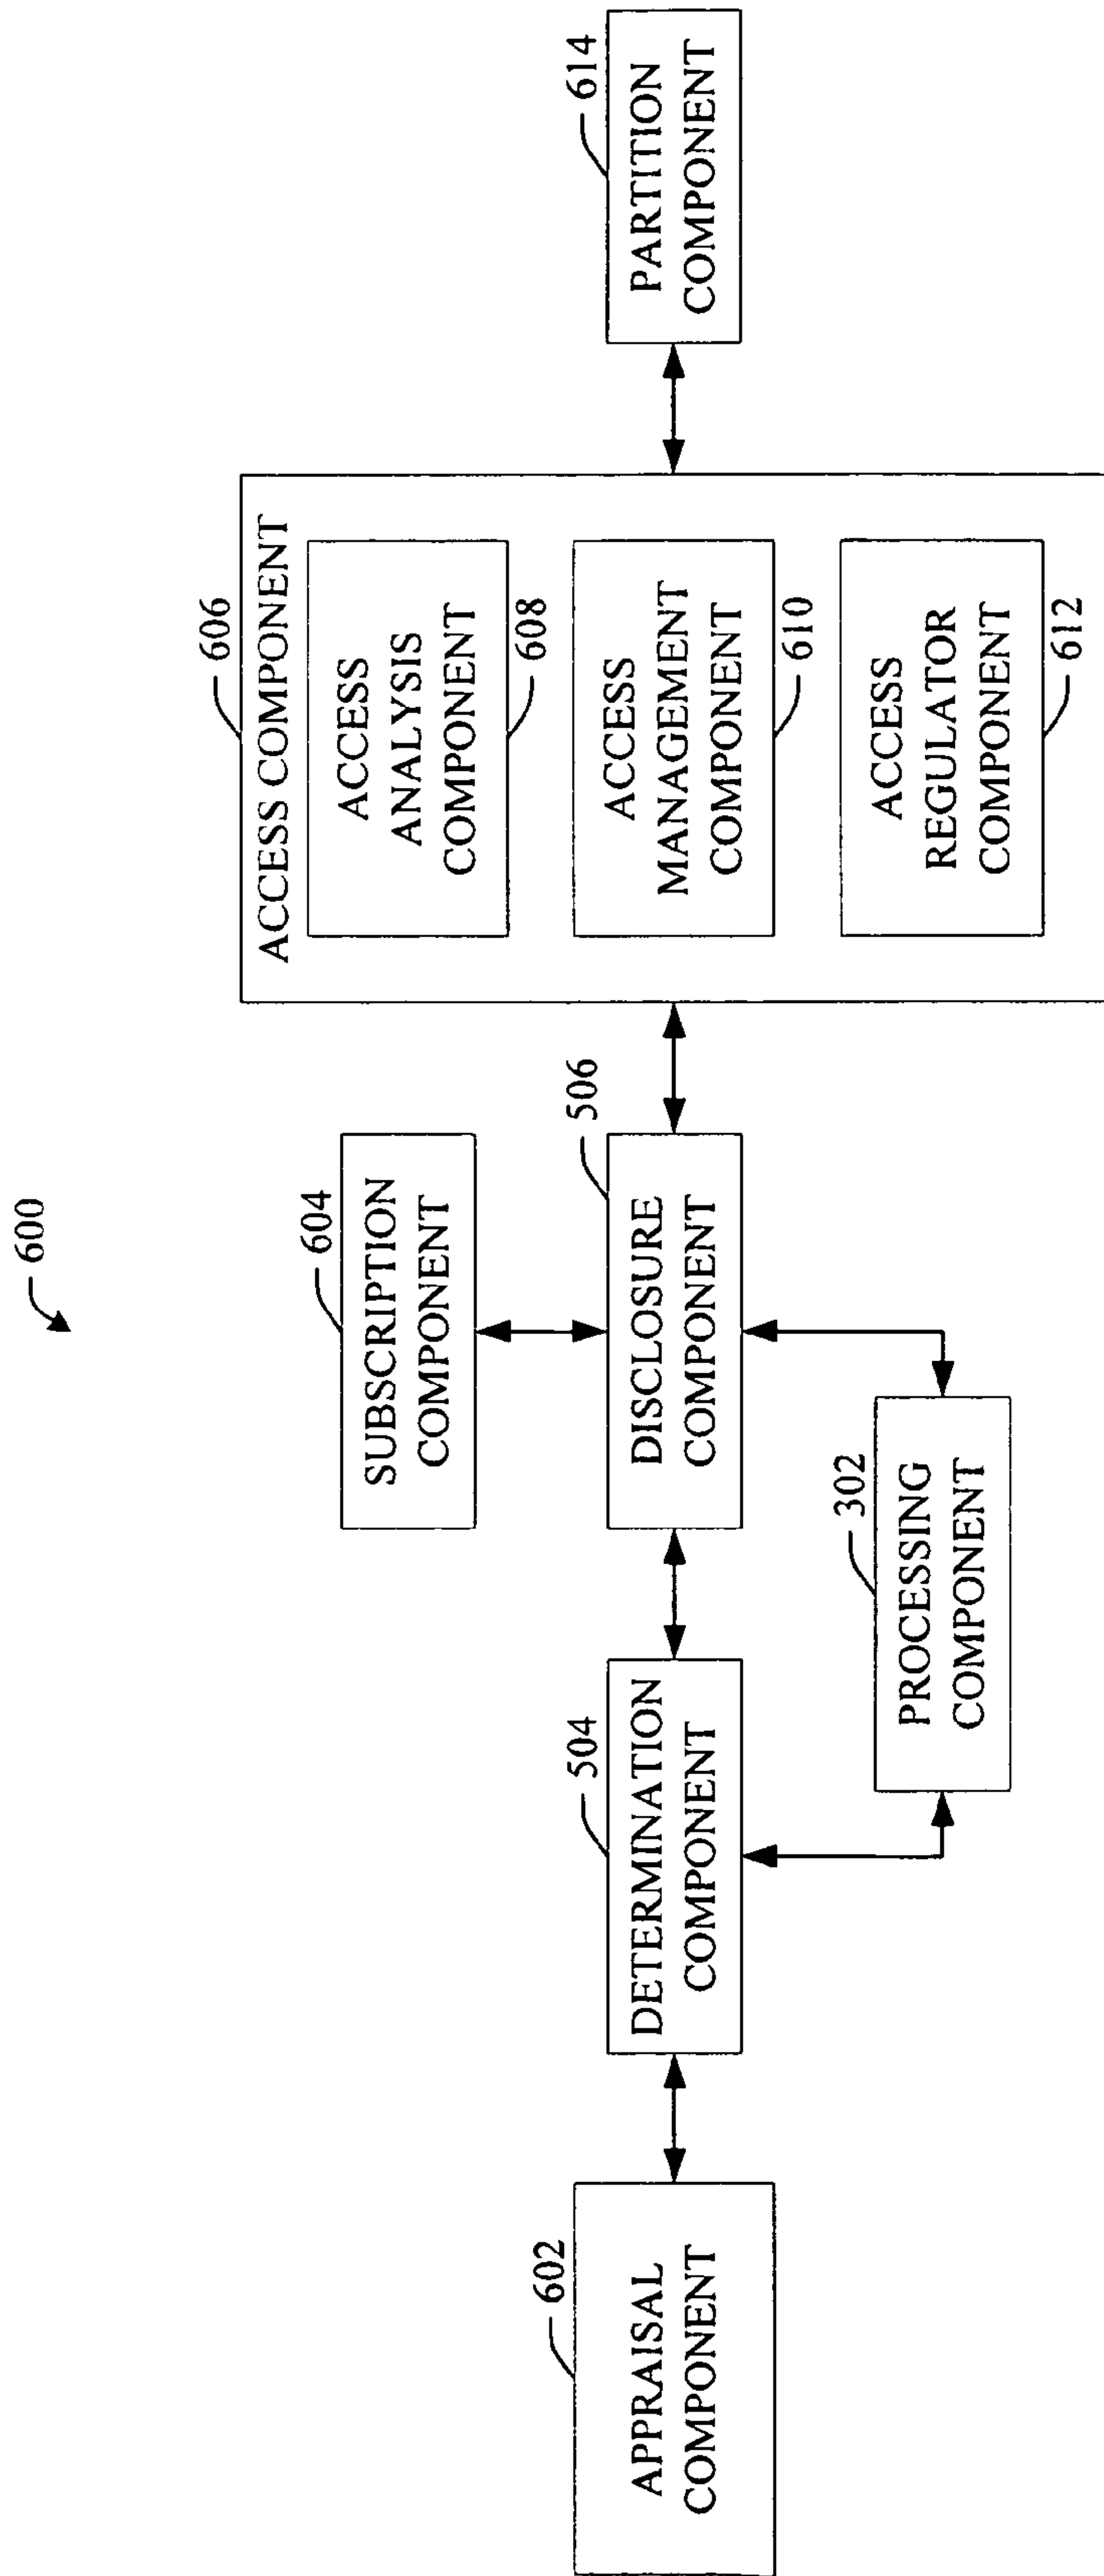 600
602
APPRAISAL
COMPONENT
504
DETERMINATION
COMPONENT
302
PROCESSING
COMPONENT
604
SUBSCRIPTION
COMPONENT
506
DISCLOSURE
COMPONENT
606
ACCESS COMPONENT
ACCESS
ANALYSIS
COMPONENT
608
ACCESS
MANAGEMENT
COMPONENT
610
ACCESS
REGULATOR
COMPONENT
612
614
PARTITION
COMPONENT